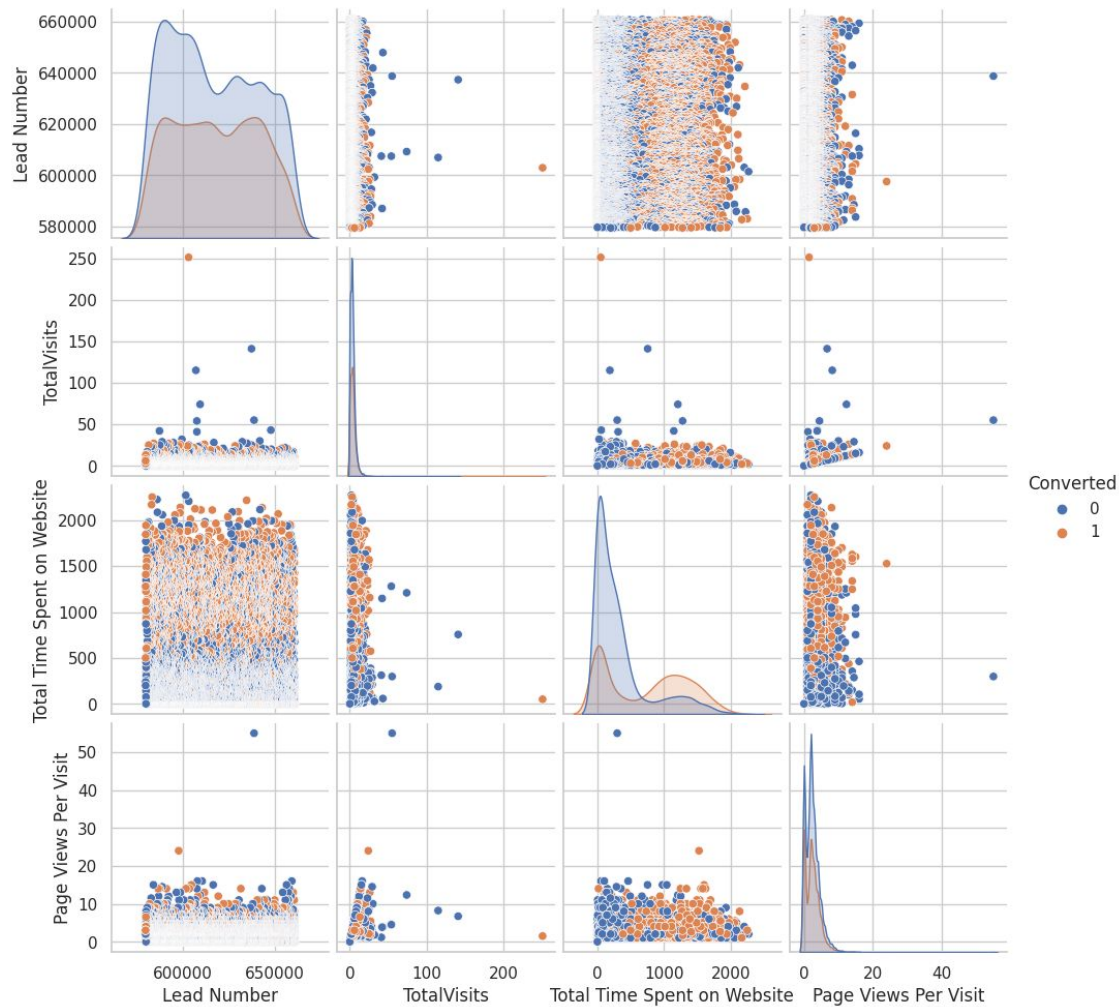 660000
640000
620000
600000
580000
Lead Number
250
200
150
100
50
0
TotalVisits
2000
1500
1000
500
0
Total Time Spent on Website
50
40
30
20
10
0
Page Views Per Visit
600000 650000
Lead Number
0 200
TotalVisits
0 1000 2000
Total Time Spent on Website
0 20 40
Page Views Per Visit
Converted
0
1